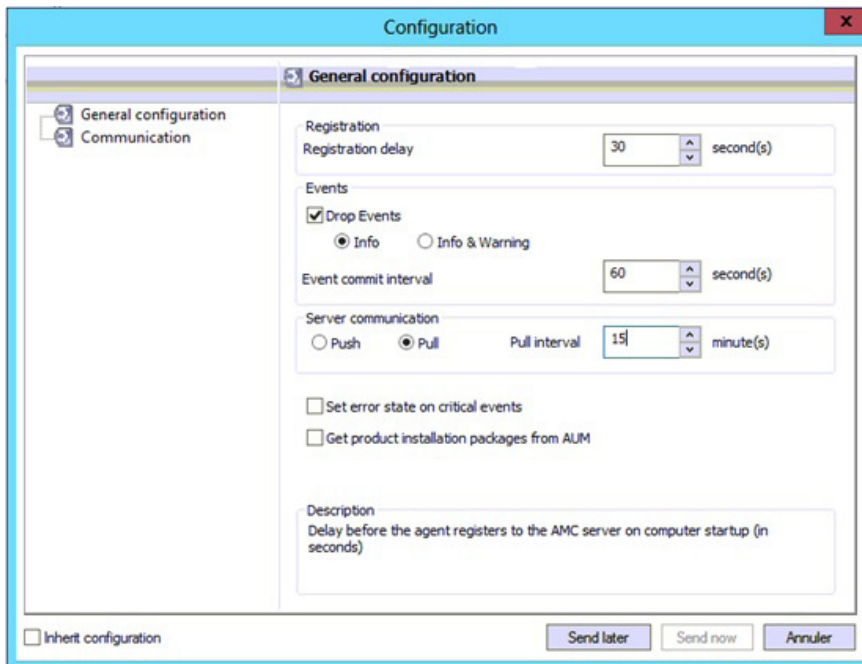 Configuration
x
General configuration
General configuration
Communication
Registration
Registration delay
30
second(s)
Events
Drop Events
Info
Info & Warning
Event commit interval
60
second(s)
Server communication
Push
Pull
Pull interval
15
minute(s)
Set error state on critical events
Get product installation packages from AUM
Description
Delay before the agent registers to the AMC server on computer startup (in
seconds)
Inherit configuration
Send later
Send now
Annuler